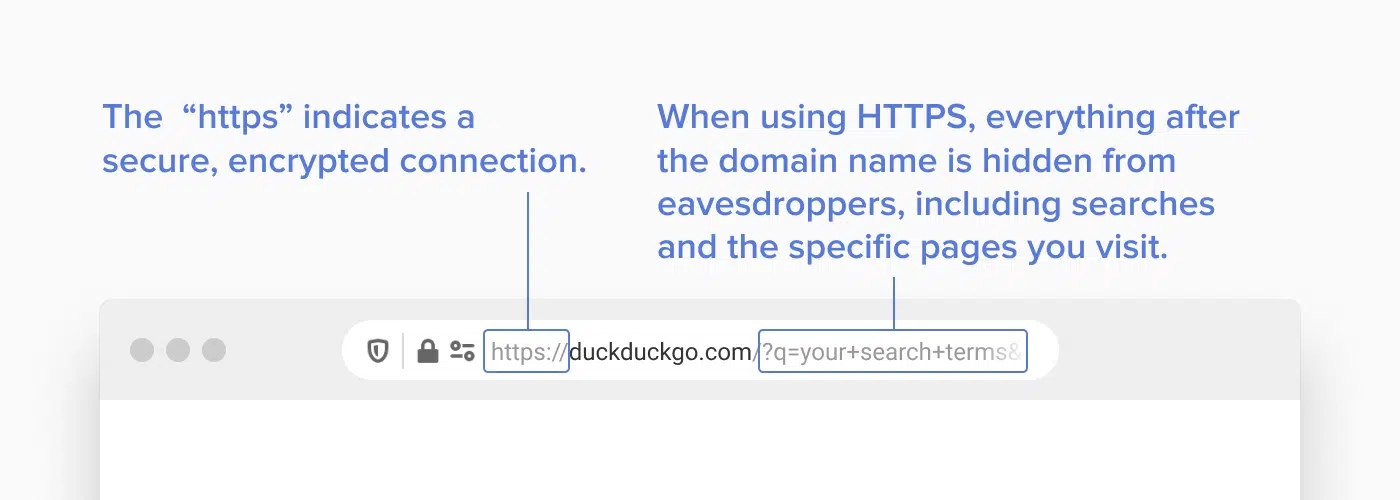 The “https” indicates a
secure, encrypted connection.
When using HTTPS, everything after
the domain name is hidden from
eavesdroppers, including searches
and the specific pages you visit.
https://duckduckgo.com/?q=your+search+terms&